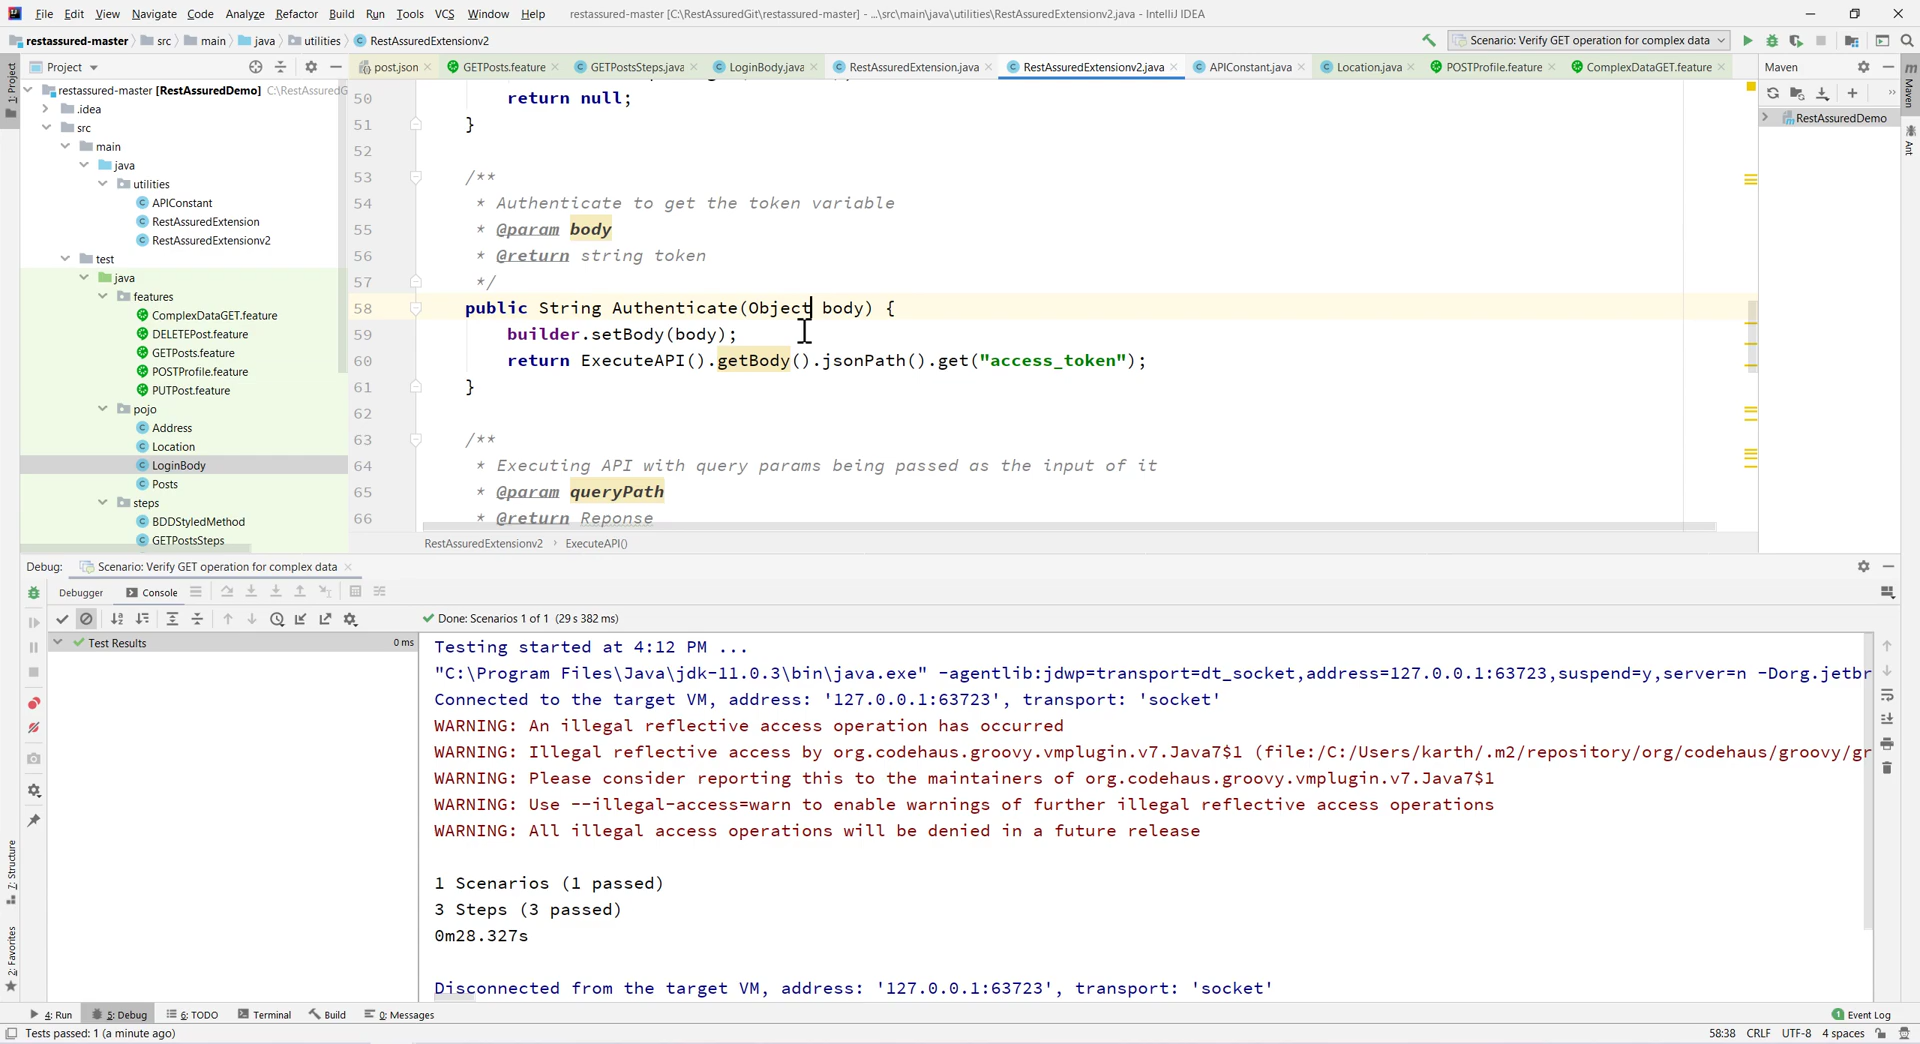 File Edit View Navigate Code Analyze Refactor Build Run Tools VCS Window Help restassured-master [C:\RestAssuredGit\restassured-master] - ...\src\main\java\utilities\RestAssuredExtensionv2.java - IntelliJ IDEA
restassured-master src main java utilities RestAssuredExtensionv2 Scenario: Verify GET operation for complex data
1: Project Project post.json GETPosts.feature GETPostsSteps.java LoginBody.java RestAssuredExtension.java RestAssuredExtensionv2.java APIConstant.java Location.java POSTProfile.feature ComplexDataGET.feature Maven
restassured-master [RestAssuredDemo] C:\RestAssuredG
.idea
src
main
java
utilities
APIConstant
RestAssuredExtension
RestAssuredExtensionv2
test
java
features
ComplexDataGET.feature
DELETEPost.feature
GETPosts.feature
POSTProfile.feature
PUTPost.feature
pojo
Address
Location
LoginBody
Posts
steps
BDDStyledMethod
GETPostsSteps
50 return null;
51 }
52
53 /**
54 * Authenticate to get the token variable
55 * @param body
56 * @return string token
57 */
58 public String Authenticate(Object body) {
59 builder.setBody(body);
60 return ExecuteAPI().getBody().jsonPath().get("access_token");
61 }
62
63 /**
64 * Executing API with query params being passed as the input of it
65 * @param queryPath
66 * @return Reponse
RestAssuredExtensionv2 › ExecuteAPI()
RestAssuredDemo
Maven
Ant
Debug: Scenario: Verify GET operation for complex data
Debugger Console
Done: Scenarios 1 of 1 (29 s 382 ms)
Test Results 0 ms
Testing started at 4:12 PM ...
"C:\Program Files\Java\jdk-11.0.3\bin\java.exe" -agentlib:jdwp=transport=dt_socket,address=127.0.0.1:63723,suspend=y,server=n -Dorg.jetbr
Connected to the target VM, address: '127.0.0.1:63723', transport: 'socket'
WARNING: An illegal reflective access operation has occurred
WARNING: Illegal reflective access by org.codehaus.groovy.vmplugin.v7.Java7$1 (file:/C:/Users/karth/.m2/repository/org/codehaus/groovy/gr
WARNING: Please consider reporting this to the maintainers of org.codehaus.groovy.vmplugin.v7.Java7$1
WARNING: Use --illegal-access=warn to enable warnings of further illegal reflective access operations
WARNING: All illegal access operations will be denied in a future release
1 Scenarios (1 passed)
3 Steps (3 passed)
0m28.327s
Disconnected from the target VM, address: '127.0.0.1:63723', transport: 'socket'
Z: Structure
2: Favorites
4: Run 5: Debug 6: TODO Terminal Build 0: Messages 1 Event Log
Tests passed: 1 (a minute ago) 58:38 CRLF UTF-8 4 spaces